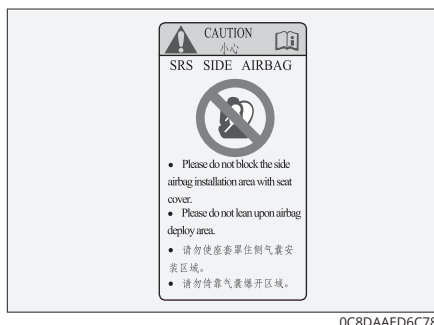 CAUTION
小心
SRS SIDE AIRBAG
● Please do not block the side
airbag installation area with seat
cover.
● Please do not lean upon airbag
deploy area.
● 请勿使座套罩住侧气囊安
装区域。
● 请勿倚靠气囊爆开区域。
0C8DAAED6C78